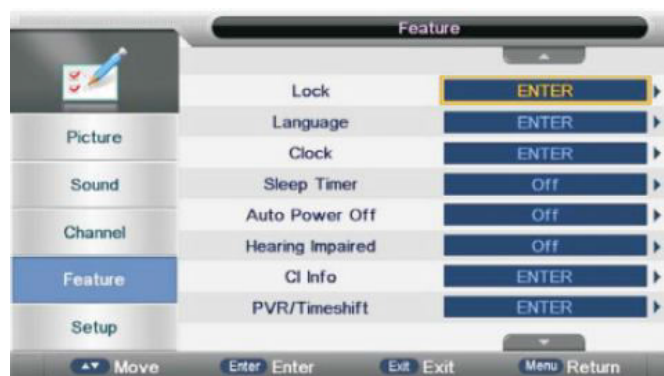 Feature
Lock ENTER
Language ENTER
Clock ENTER
Sleep Timer Off
Auto Power Off Off
Hearing Impaired Off
CI Info ENTER
PVR/Timeshift ENTER
Picture
Sound
Channel
Feature
Setup
Move Enter Enter Exit Exit Menu Return